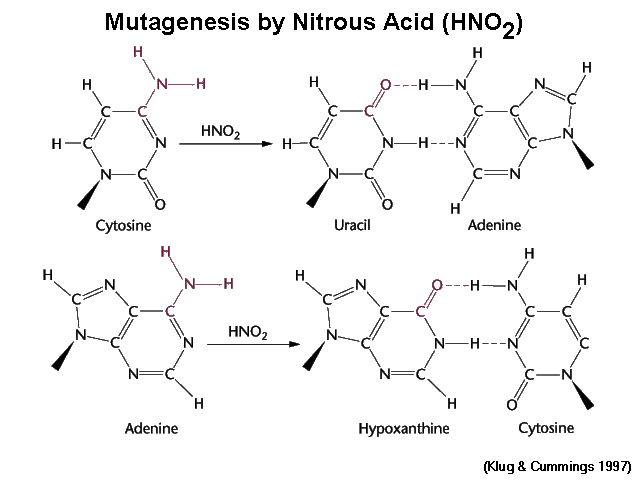 Mutagenesis by Nitrous Acid (HNO₂)
H
N H
H O H H H
C C N N
H C C C C C C C
HNO₂
H C N H C N H N C N
N C N C C N
O O H
Cytosine Uracil Adenine
H H
H N H H O H N H
C N C C N C C C
HNO₂
N C N N C N H N C
N C N C C N
H H O
Adenine Hypoxanthine Cytosine
(Klug & Cummings 1997)